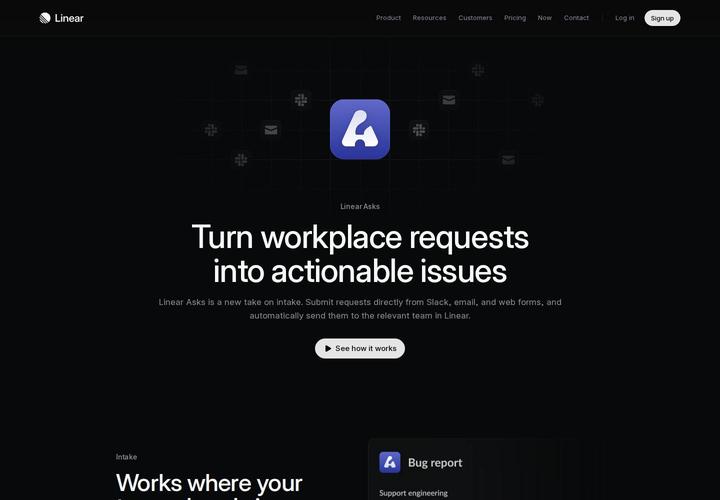 Linear
Product Resources Customers Pricing Now Contact Log in Sign up
Linear Asks
Turn workplace requests
into actionable issues
Linear Asks is a new take on intake. Submit requests directly from Slack, email, and web forms, and
automatically send them to the relevant team in Linear.
See how it works
Intake
Works where your
Bug report
Support engineering